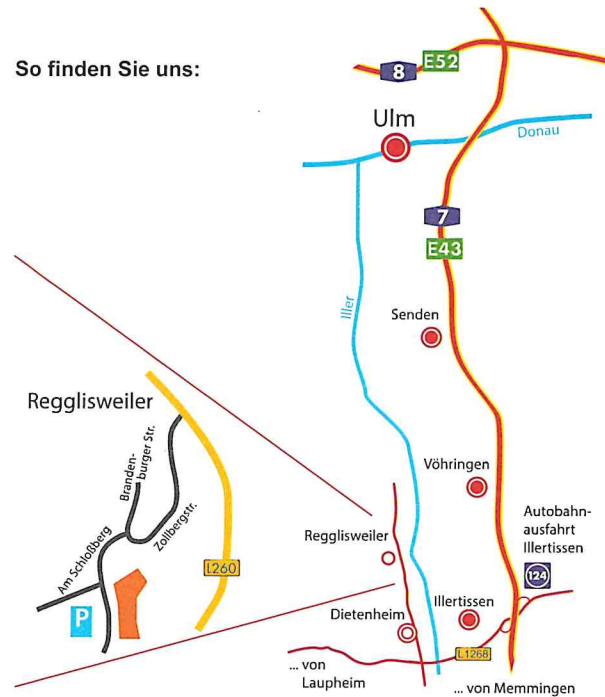 So finden Sie uns:
8
E52
Ulm
Donau
7
E43
Iller
Senden
Regglisweiler
Branden-
burger Str.
Zollbergstr.
Am Schloßberg
L260
P
Vöhringen
Autobahn-
ausfahrt
Illertissen
124
Regglisweiler
Dietenheim
Illertissen
L1268
... von
Laupheim
... von Memmingen